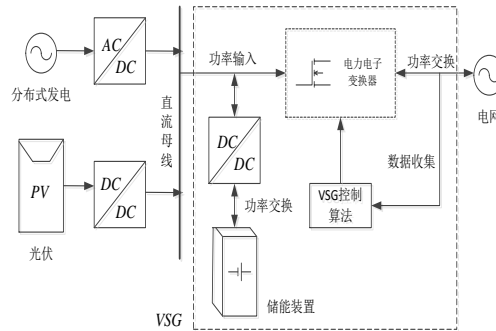 分布式发电
AC
DC
直流母线
PV
光伏
DC
DC
功率输入
DC
DC
功率交换
储能装置
VSG
电力电子
变换器
功率交换
电网
数据收集
VSG控制
算法